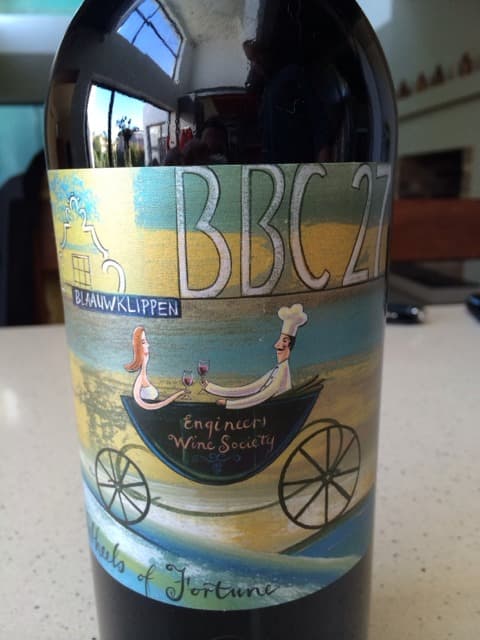 BBC 27
BLAAUWKLIPPEN
Engineers
Wine Society
Wheels of Fortune